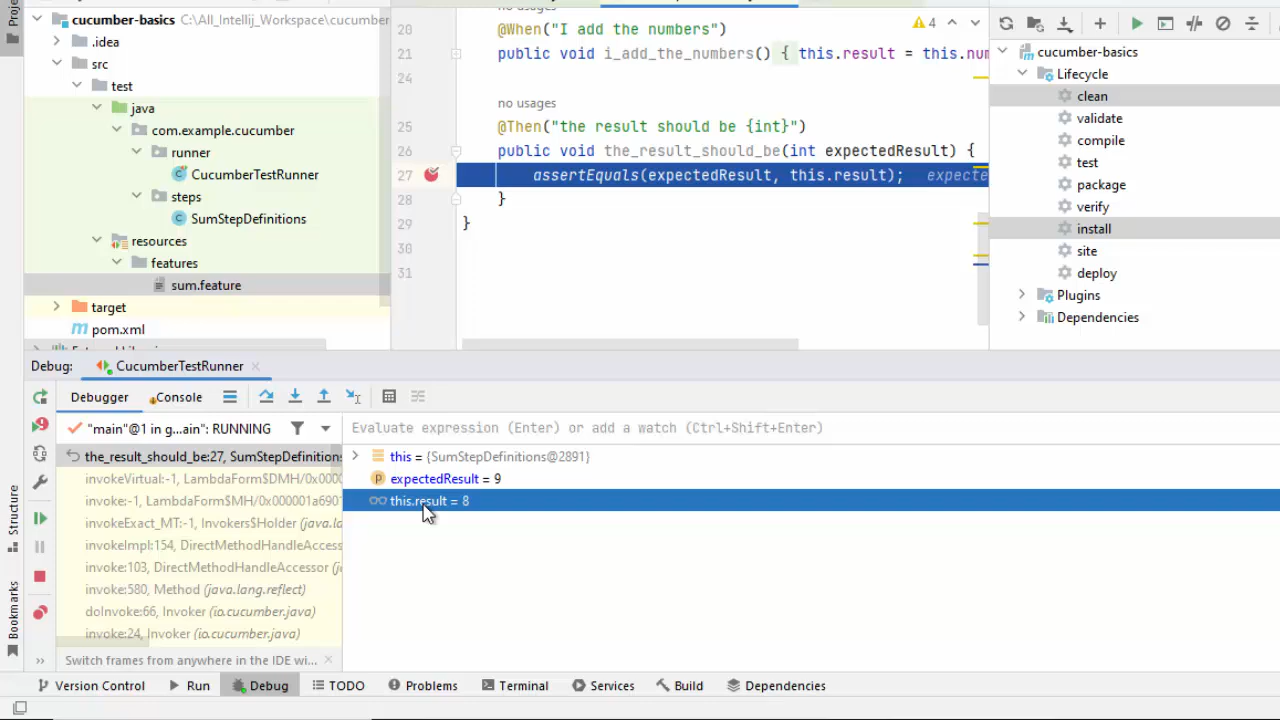 Proje
cucumber-basics C:\All_Intellij_Workspace\cucumber
.idea
src
test
java
com.example.cucumber
runner
CucumberTestRunner
steps
SumStepDefinitions
resources
features
sum.feature
target
pom.xml
20 @When("I add the numbers")
4
21 public void i_add_the_numbers() { this.result = this.num
24
no usages
25 @Then("the result should be {int}")
26 public void the_result_should_be(int expectedResult) {
27 assertEquals(expectedResult, this.result); expecte
28 }
29 }
30
31
cucumber-basics
Lifecycle
clean
validate
compile
test
package
verify
install
site
deploy
Plugins
Dependencies
Debug: CucumberTestRunner
Debugger Console
"main"@1 in g...ain": RUNNING
Evaluate expression (Enter) or add a watch (Ctrl+Shift+Enter)
the_result_should_be:27, SumStepDefinitions
invokeVirtual:-1, LambdaForm$DMH/0x0000
invoke:-1, LambdaForm$MH/0x000001a6901
invokeExact_MT:-1, Invokers$Holder (java.lang
invokeImpl:154, DirectMethodHandleAccess
invoke:103, DirectMethodHandleAccessor (j
invoke:580, Method (java.lang.reflect)
doInvoke:66, Invoker (io.cucumber.java)
invoke:24, Invoker (io.cucumber.java)
Switch frames from anywhere in the IDE wi...
this = {SumStepDefinitions@2891}
expectedResult = 9
this.result = 8
Structure
Bookmarks
Version Control Run Debug TODO Problems Terminal Services Build Dependencies